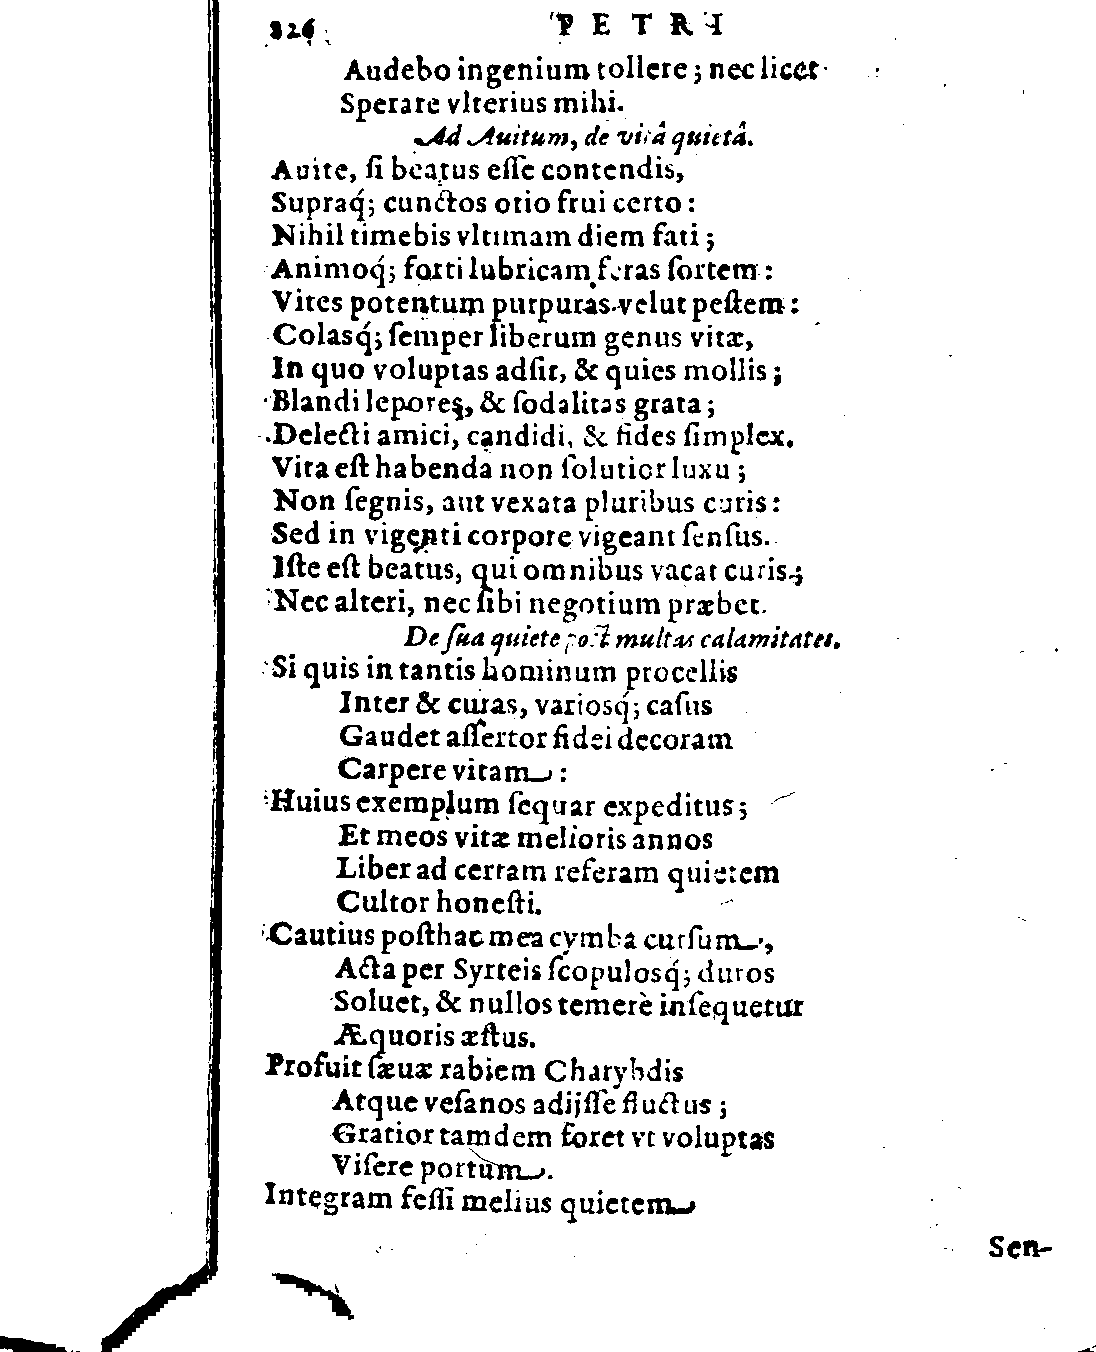 826 PETRI
Audebo ingenium tollere; nec licet
Sperare vlterius mihi.
Ad Auitum, de vitâ quietâ.
Auite, ſi beatus eſſe contendis,
Supraq́; cunctos otio frui certo:
Nihil timebis vltimam diem fati;
Animoq́; forti lubricam feras ſortem:
Vites potentum purpuras velut peſtem:
Colasq́; ſemper liberum genus vitæ,
In quo voluptas adſit, & quies mollis;
Blandi lepores, & ſodalitas grata;
Delecti amici, candidi, & fides ſimplex.
Vita eſt habenda non ſolutior luxu;
Non ſegnis, aut vexata pluribus curis:
Sed in vigenti corpore vigeant ſenſus.
Iſte eſt beatus, qui omnibus vacat curis;
Nec alteri, nec ſibi negotium præbet.
De ſua quiete poſt multas calamitates.
Si quis in tantis hominum procellis
Inter & curas, variosq́; caſus
Gaudet aſſertor fidei decoram
Carpere vitam:
Huius exemplum ſequar expeditus;
Et meos vitæ melioris annos
Liber ad certam referam quietem
Cultor honeſti.
Cautius poſthac mea cymba curſum,
Acta per Syrteis ſcopulosq́; duros
Soluet, & nullos temerè inſequetur
Æquoris æſtus.
Profuit ſæuæ rabiem Charybdis
Atque veſanos adijſſe fluctus;
Gratior tamdem foret vt voluptas
Viſere portum.
Integram feſſi melius quietem
Sen-